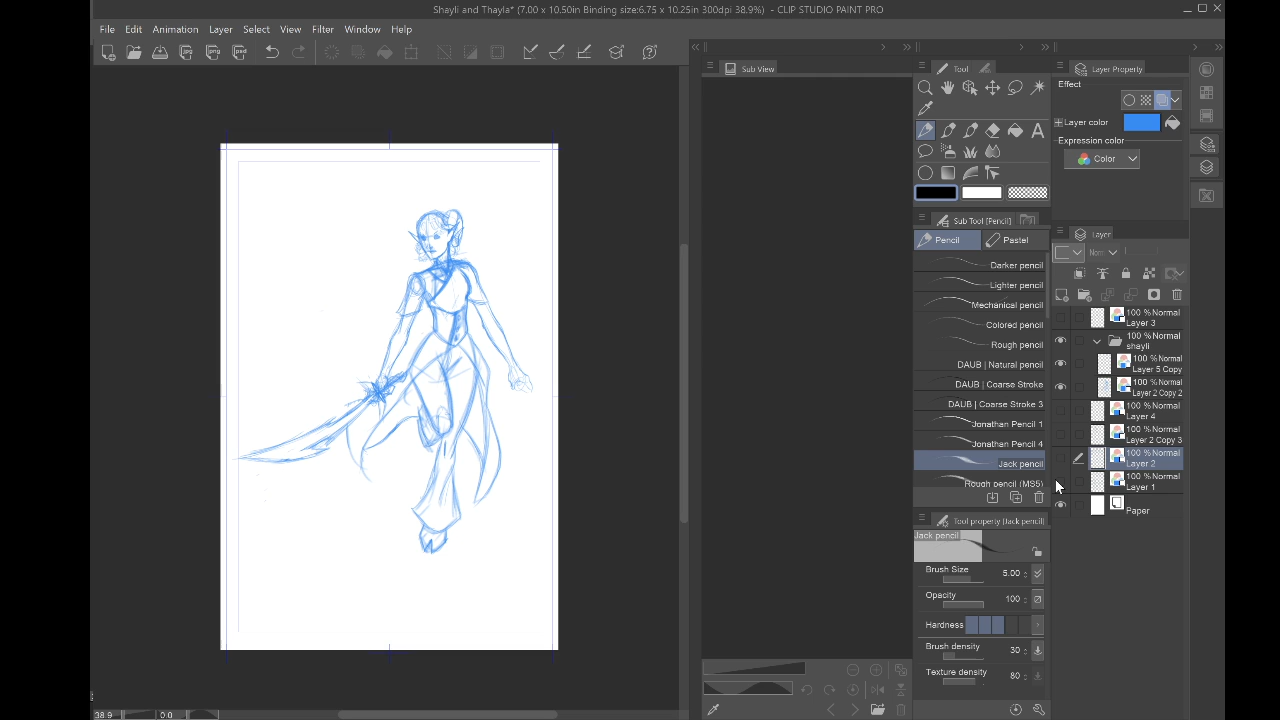 Shayli and Thayla* (7.00 x 10.50in Binding size:6.75 x 10.25in 300dpi 38.9%) - CLIP STUDIO PAINT PRO
File Edit Animation Layer Select View Filter Window Help
Sub View
Tool
Layer Property
Effect
Layer color
Expression color
Color
Sub Tool [Pencil]
Pencil
Pastel
Darker pencil
Lighter pencil
Mechanical pencil
Colored pencil
Rough pencil
DAUB | Natural pencil
DAUB | Coarse Stroke
DAUB | Coarse Stroke 3
Jonathan Pencil 1
Jonathan Pencil 4
Jack pencil
Rough pencil (MS5)
Tool property [Jack pencil]
Jack pencil
Brush Size 5.00
Opacity 100
Hardness
Brush density 30
Texture density 80
Layer
Norn
100 %Normal
Layer 3
100 %Normal
shayli
100 %Normal
Layer 5 Copy
100 %Normal
Layer 2 Copy 2
100 %Normal
Layer 4
100 %Normal
Layer 2 Copy 3
100 %Normal
Layer 2
100 %Normal
Layer 1
Paper
38.9
0.0